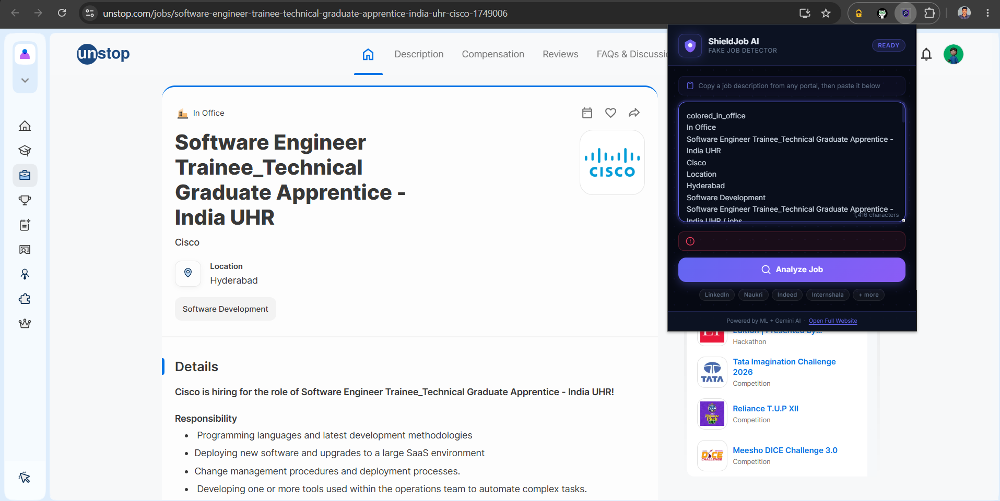 unstop.com/jobs/software-engineer-trainee-technical-graduate-apprentice-india-uhr-cisco-1749006
unstop
Description
Compensation
Reviews
FAQs & Discussio
In Office
Software Engineer
Trainee_Technical
Graduate Apprentice -
India UHR
Cisco
CISCO
Location
Hyderabad
Software Development
Details
Cisco is hiring for the role of Software Engineer Trainee_Technical Graduate Apprentice - India UHR!
Responsibility
• Programming languages and latest development methodologies
• Deploying new software and upgrades to a large SaaS environment
• Change management procedures and deployment processes.
• Developing one or more tools used within the operations team to automate complex tasks.
ShieldJob AI
FAKE JOB DETECTOR
READY
Copy a job description from any portal, then paste it below
colored_in_office
In Office
Software Engineer Trainee_Technical Graduate Apprentice -
India UHR
Cisco
Location
Hyderabad
Software Development
Software Engineer Trainee_Technical Graduate Apprentice -
India UHR / jobs
1,416 characters
Analyze Job
LinkedIn
Naukri
Indeed
Internshala
+ more
Powered by ML + Gemini AI · Open Full Website
Edition | Presented by...
Hackathon
TATA
Tata Imagination Challenge
2026
Competition
Reliance T.U.P XII
Competition
DICE
CHALLENGE
Meesho DICE Challenge 3.0
Competition